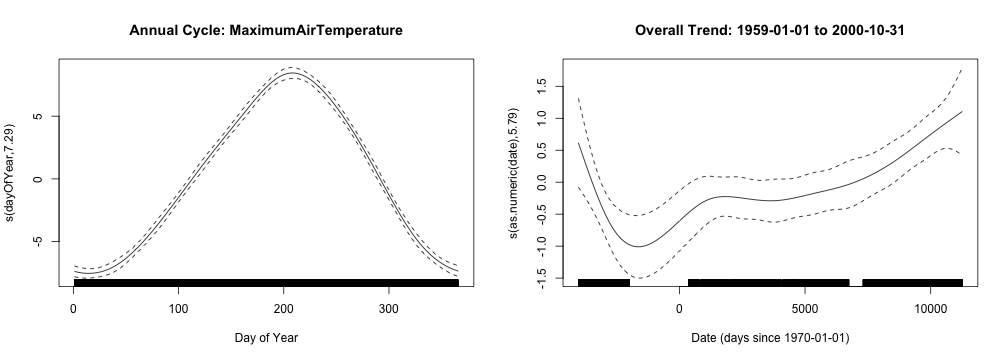 Annual Cycle: MaximumAirTemperature
s(dayOfYear,7.29)
5
0
-5
0
100
200
300
Day of Year
Overall Trend: 1959-01-01 to 2000-10-31
s(as.numeric(date),5.79)
1.5
1.0
0.5
0.0
-0.5
-1.0
-1.5
0
5000
10000
Date (days since 1970-01-01)